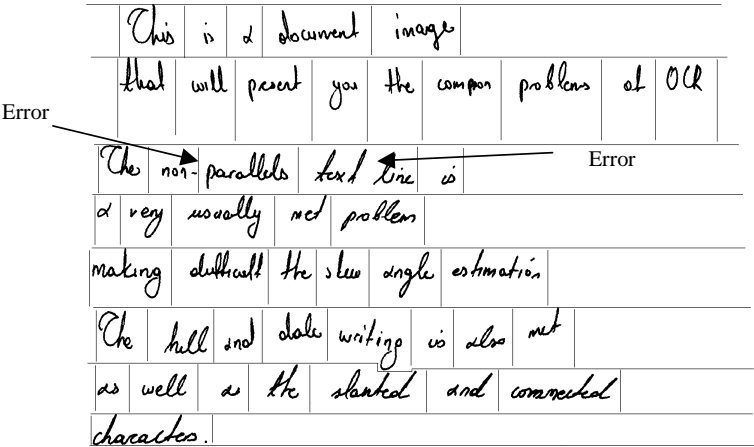 This is a document image
that will present you the common problems of OCR
Error
The non-parallels text line is
Error
a very usually met problem
making difficult the skew angle estimation
The hill and dale writing is also met
as well as the slanted and connected
characters.